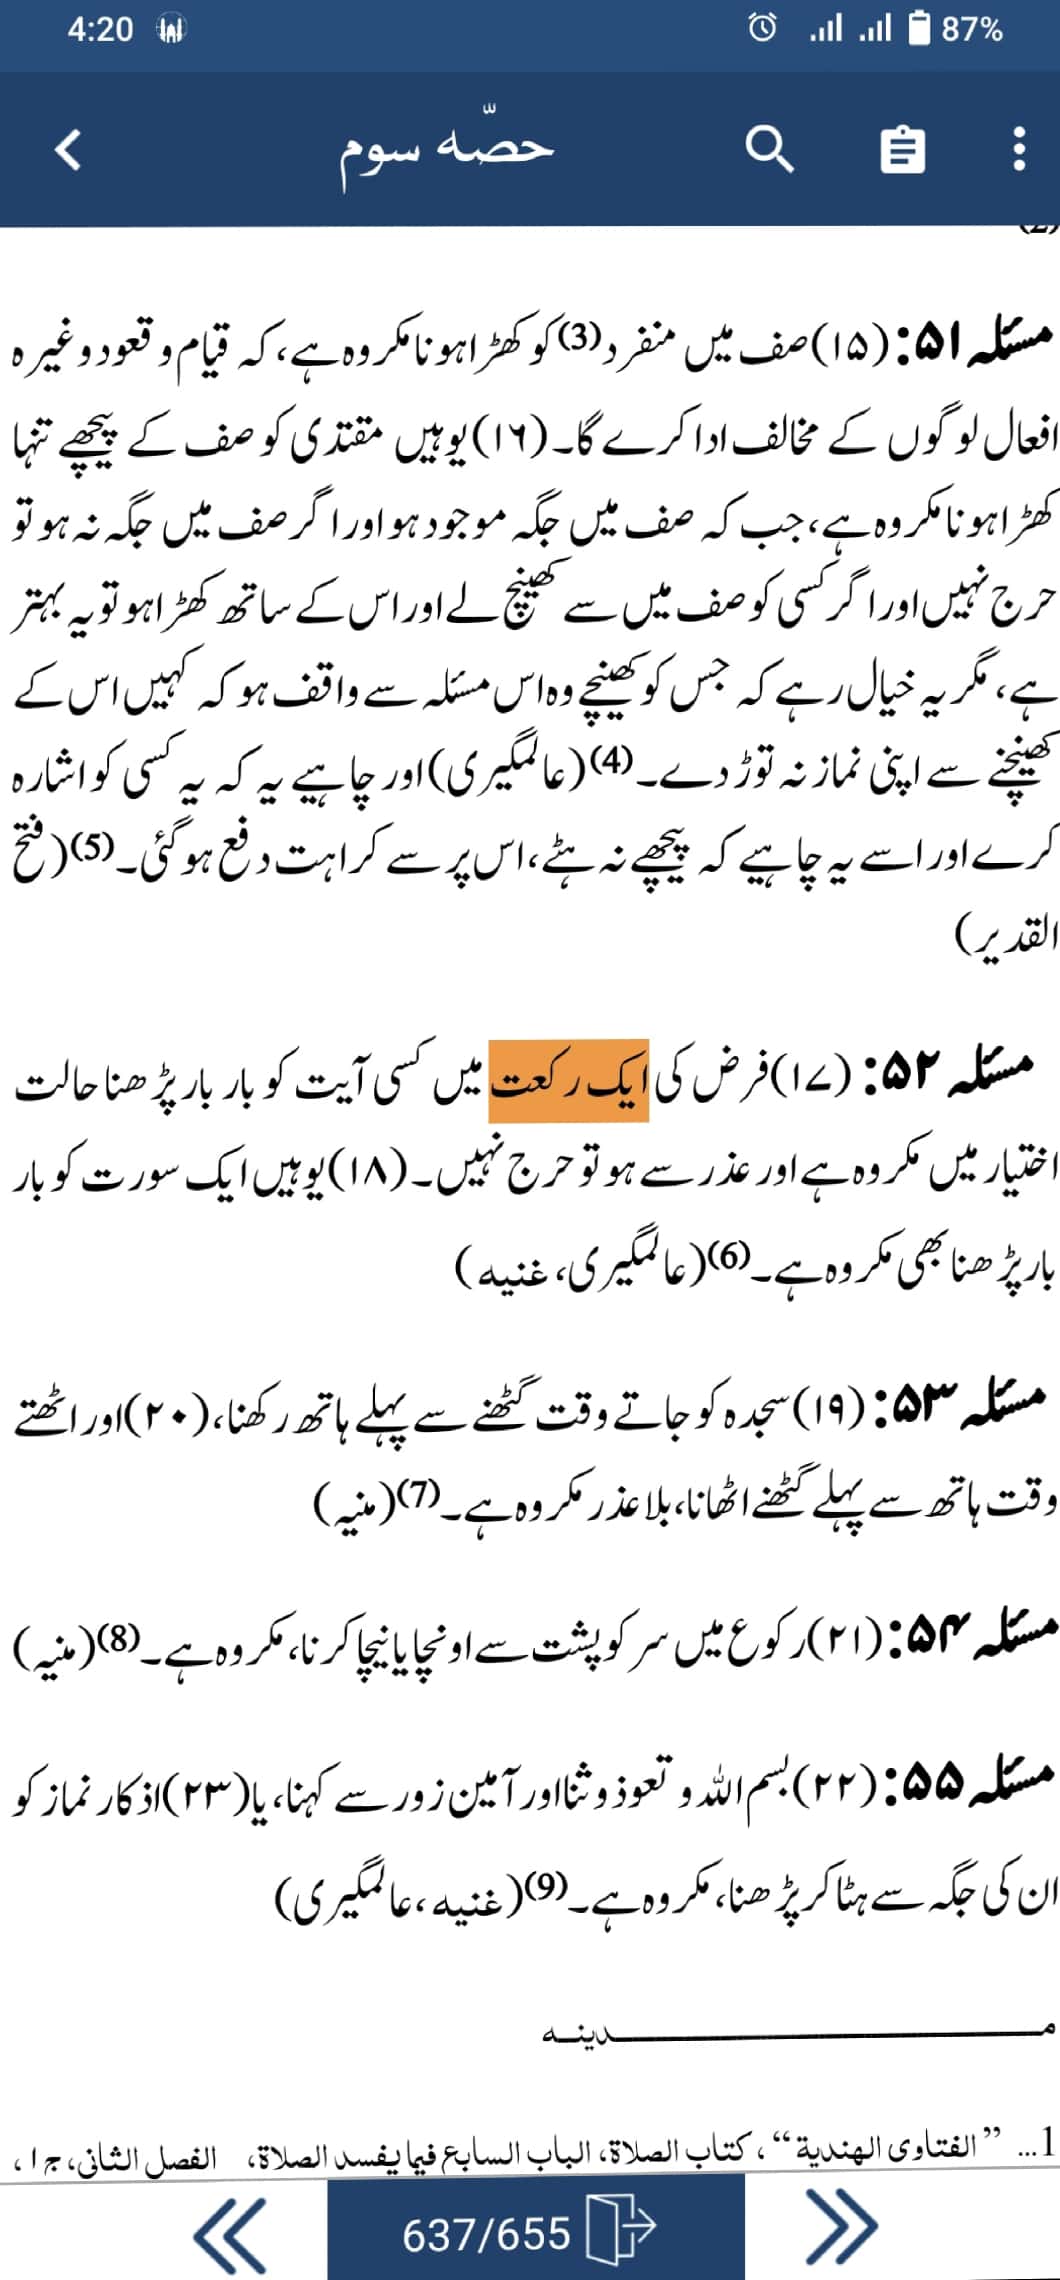 4:20 87%
حصّہ سوم
مسئلہ ۵۱: (۱۵)صف میں منفرد(3)کو کھڑا ہونا مکروہ ہے، کہ قیام و قعود وغیرہ
افعال لوگوں کے مخالف ادا کرے گا۔(۱۶)یوہیں مقتدی کو صف کے پیچھے تنہا
کھڑا ہونا مکروہ ہے، جب کہ صف میں جگہ موجود ہو اور اگر صف میں جگہ نہ ہو تو
حرج نہیں اور اگر کسی کو صف میں سے کھینچ لے اور اس کے ساتھ کھڑا ہو تو یہ بہتر
ہے، مگر یہ خیال رہے کہ جس کو کھینچے وہ اس مسئلہ سے واقف ہو کہ کہیں اس کے
کھینچنے سے اپنی نماز نہ توڑ دے۔(4)(عالمگیری)اور چاہیے یہ کہ یہ کسی کو اشارہ
کرے اور اسے یہ چاہیے کہ پیچھے نہ ہٹے، اس پر سے کراہت دفع ہوگئی۔(5)(فتح
القدیر)
مسئلہ ۵۲: (۱۷)فرض کی ایک رکعت میں کسی آیت کو بار بار پڑھنا حالت
اختیار میں مکروہ ہے اور عذر سے ہو تو حرج نہیں۔(۱۸)یوہیں ایک سورت کو بار
بار پڑھنا بھی مکروہ ہے۔(6)(عالمگیری، غنیہ)
مسئلہ ۵۳: (۱۹)سجدہ کو جاتے وقت گھٹنے سے پہلے ہاتھ رکھنا،(۲۰)اور اٹھتے
وقت ہاتھ سے پہلے گھٹنے اٹھانا، بلا عذر مکروہ ہے۔(7)(منیہ)
مسئلہ ۵۴: (۲۱)رکوع میں سر کو پشت سے اونچا یا نیچا کرنا، مکروہ ہے۔(8)(منیہ)
مسئلہ ۵۵: (۲۲)بسم اللہ و تعوذ و ثنا اور آمین زور سے کہنا، یا(۲۳)اذکار نماز کو
ان کی جگہ سے ہٹا کر پڑھنا، مکروہ ہے۔(9)(غنیہ، عالمگیری)
مـــــــــدینـہ
1... ”الفتاوی الھندیة“، کتاب الصلاة، الباب السابع فیما یفسد الصلاة، الفصل الثانی، ج۱،
637/655